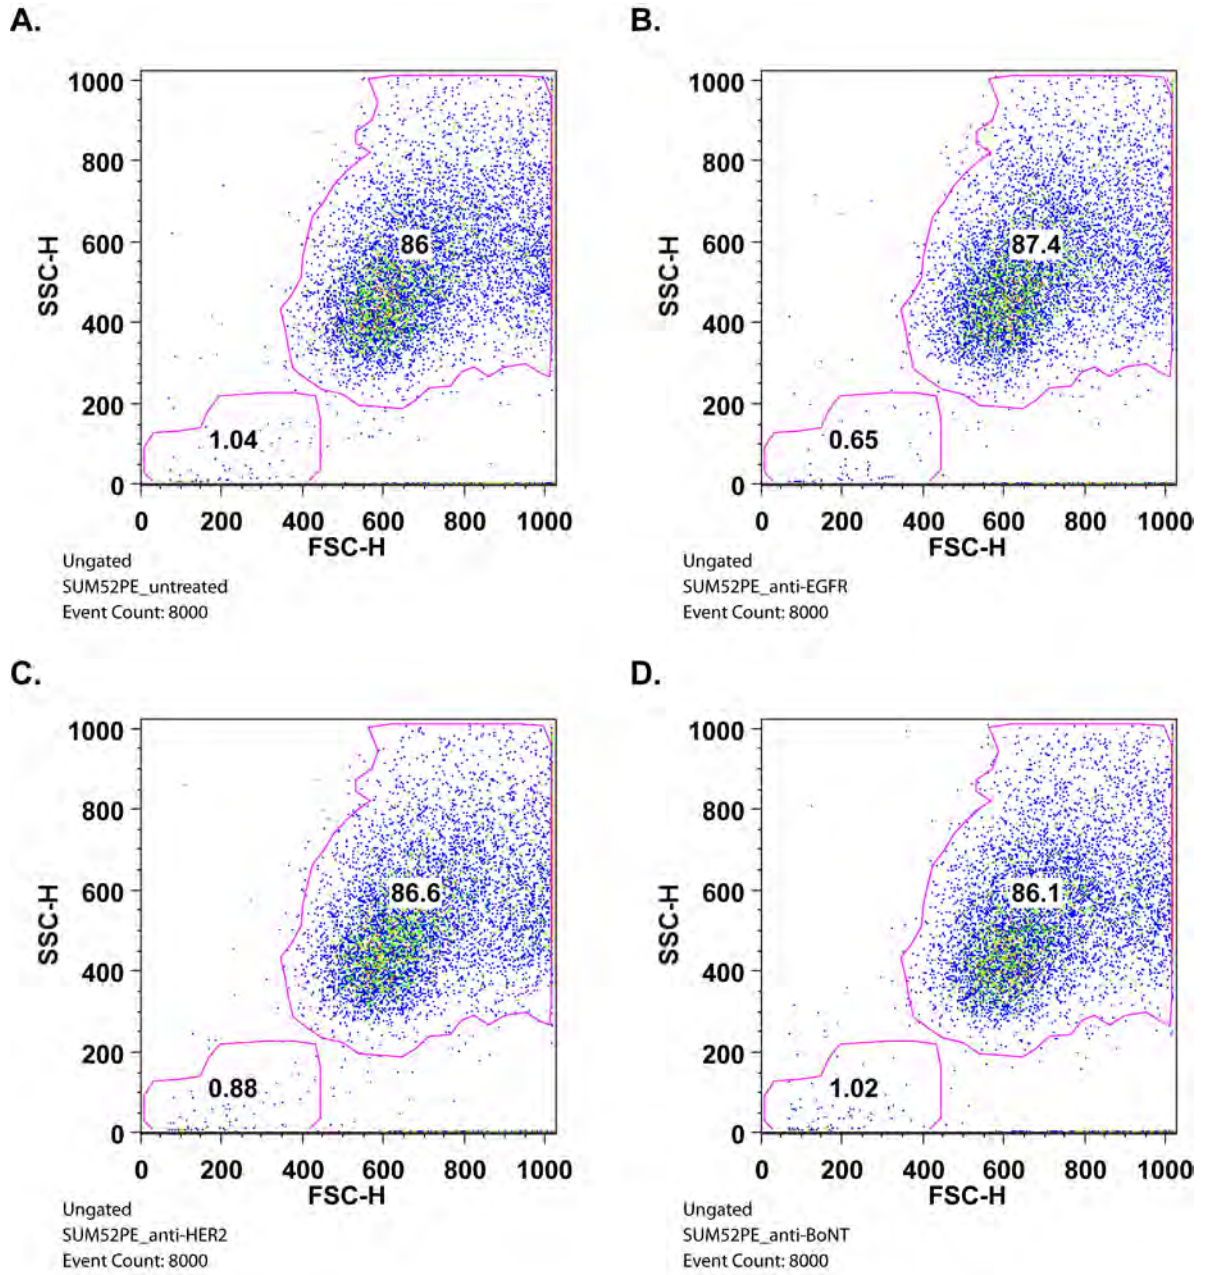 A.
1000
800
600
400
200
0
SSC-H
86
1.04
0 200 400 600 800 1000
FSC-H
Ungated
SUM52PE_untreated
Event Count: 8000
B.
1000
800
600
400
200
0
SSC-H
87.4
0.65
0 200 400 600 800 1000
FSC-H
Ungated
SUM52PE_anti-EGFR
Event Count: 8000
C.
1000
800
600
400
200
0
SSC-H
86.6
0.88
0 200 400 600 800 1000
FSC-H
Ungated
SUM52PE_anti-HER2
Event Count: 8000
D.
1000
800
600
400
200
0
SSC-H
86.1
1.02
0 200 400 600 800 1000
FSC-H
Ungated
SUM52PE_anti-BoNT
Event Count: 8000